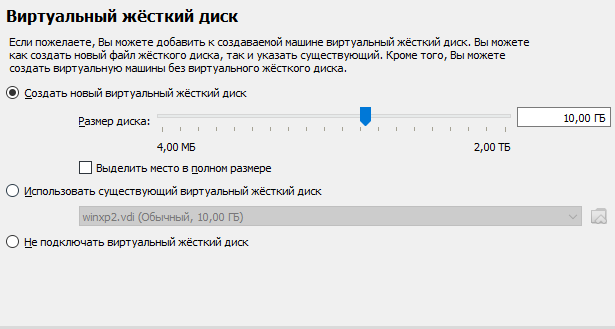 Виртуальный жёсткий диск
Если пожелаете, Вы можете добавить к создаваемой машине виртуальный жёсткий диск. Вы можете
как создать новый файл жёсткого диска, так и указать существующий. Кроме того, Вы можете
создать виртуальную машины без виртуального жёсткого диска.
Создать новый виртуальный жёсткий диск
Размер диска:
10,00 ГБ
4,00 МБ
2,00 ТБ
Выделить место в полном размере
Использовать существующий виртуальный жёсткий диск
winxp2.vdi (Обычный, 10,00 ГБ)
Не подключать виртуальный жёсткий диск